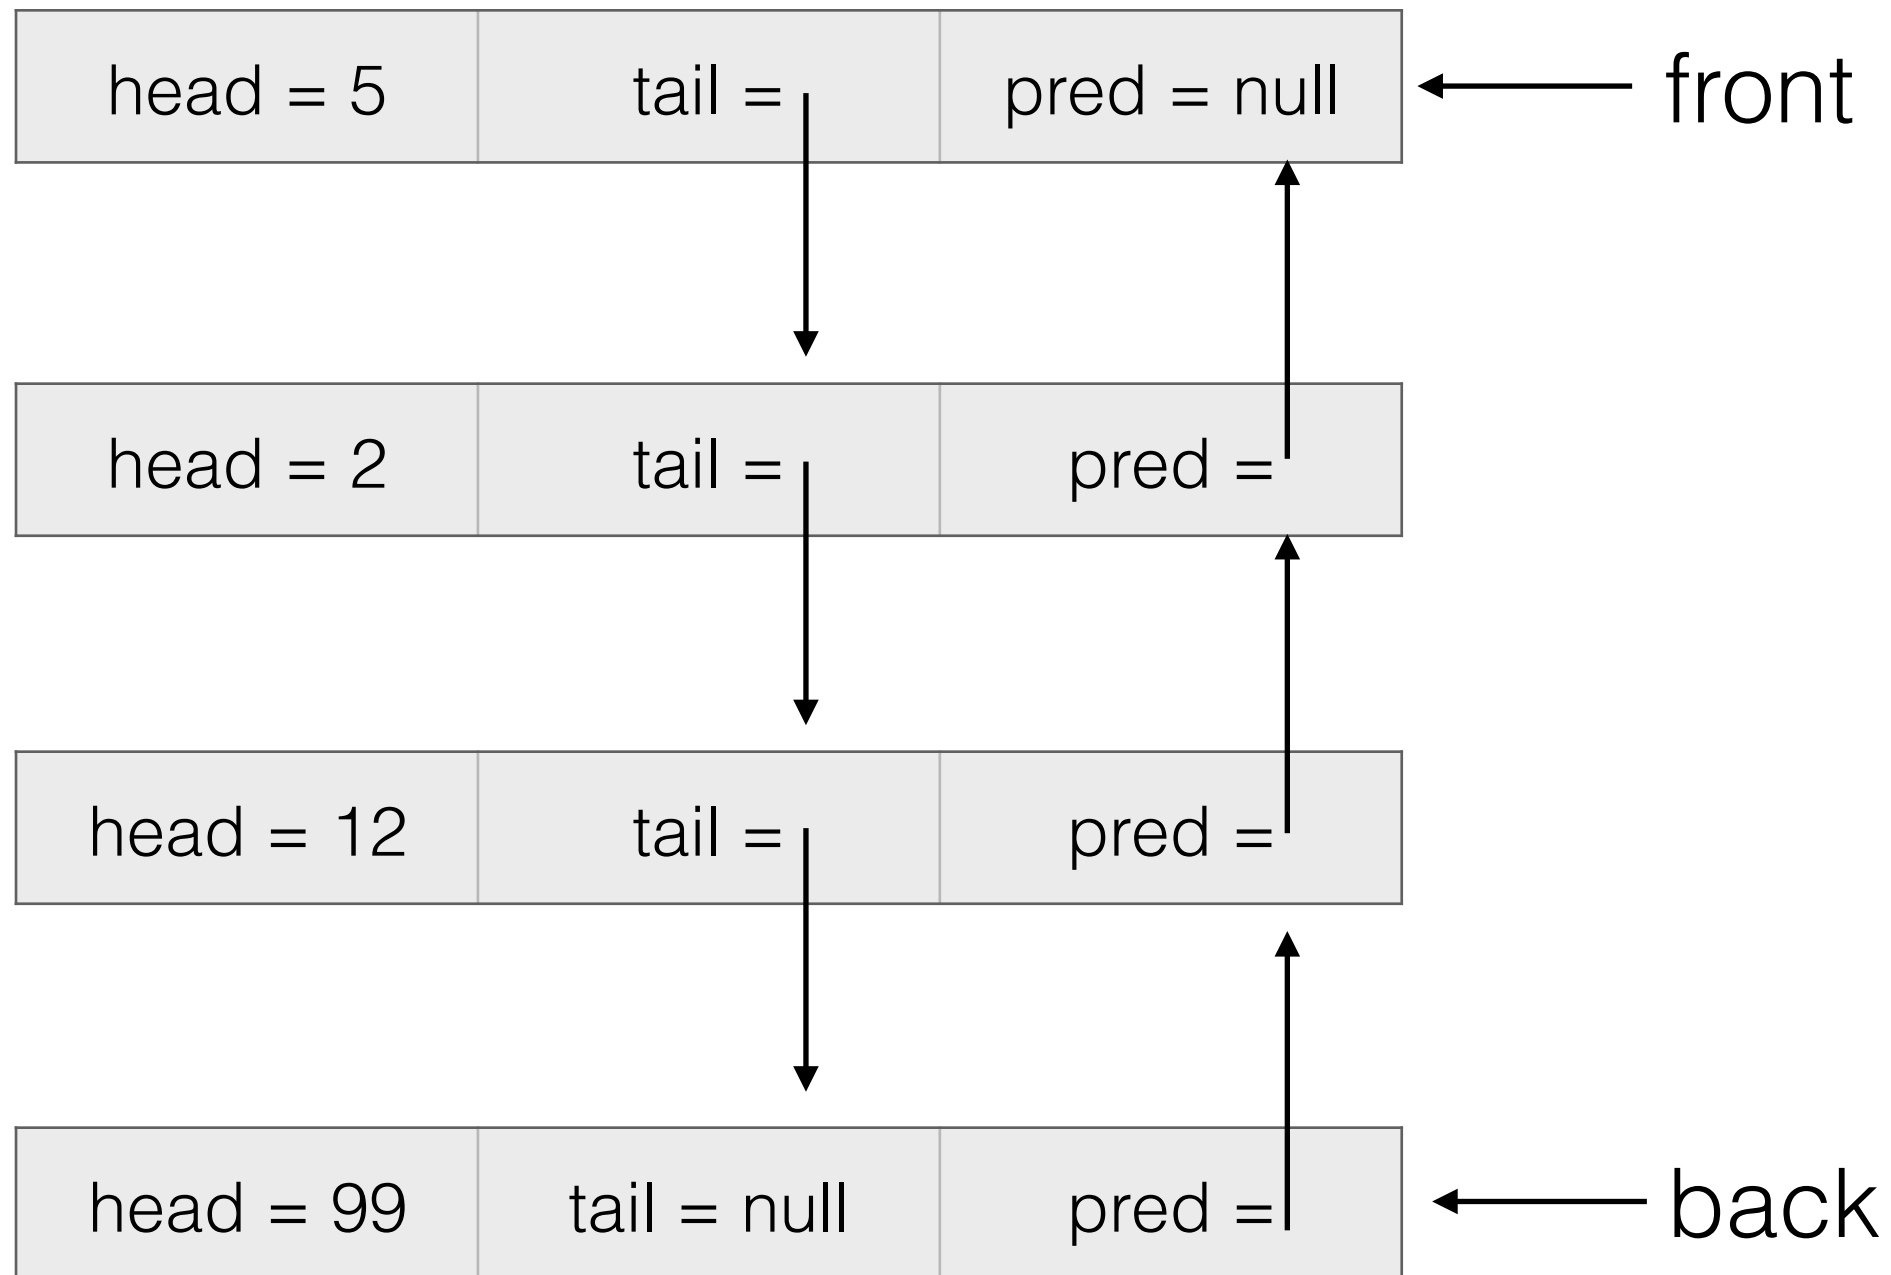 head = 5 tail = pred = null front
head = 2 tail = pred =
head = 12 tail = pred =
head = 99 tail = null pred = back